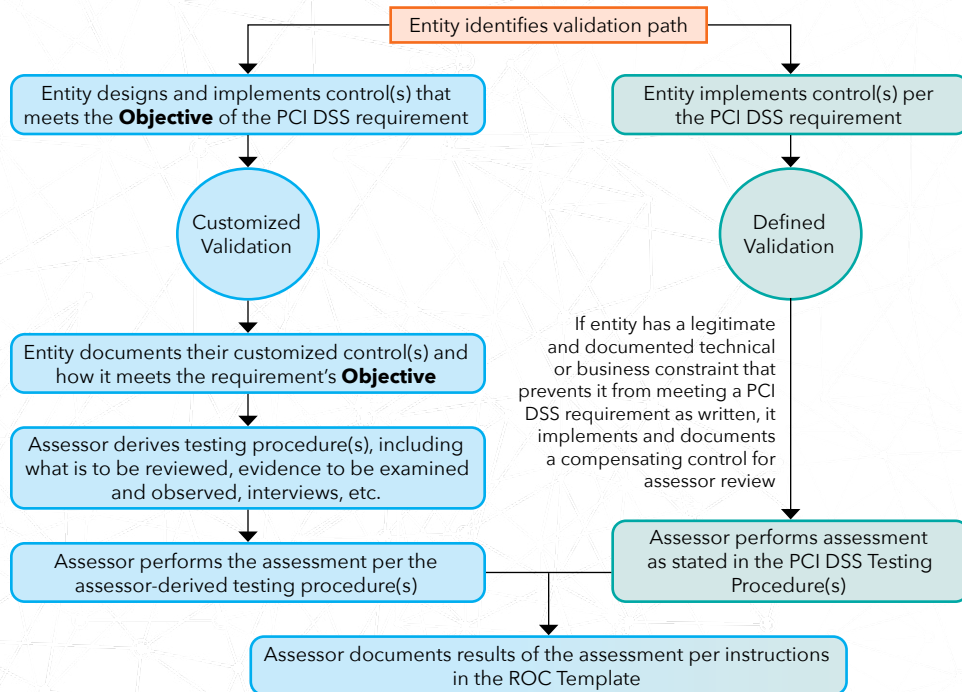 Entity identifies validation path
Entity designs and implements control(s) that
meets the Objective of the PCI DSS requirement
Entity implements control(s) per
the PCI DSS requirement
Customized
Validation
Defined
Validation
If entity has a legitimate
and documented technical
or business constraint that
prevents it from meeting a PCI
DSS requirement as written, it
implements and documents
a compensating control for
assessor review
Entity documents their customized control(s) and
how it meets the requirement’s Objective
Assessor derives testing procedure(s), including
what is to be reviewed, evidence to be examined
and observed, interviews, etc.
Assessor performs the assessment per the
assessor-derived testing procedure(s)
Assessor performs assessment
as stated in the PCI DSS Testing
Procedure(s)
Assessor documents results of the assessment per instructions
in the ROC Template